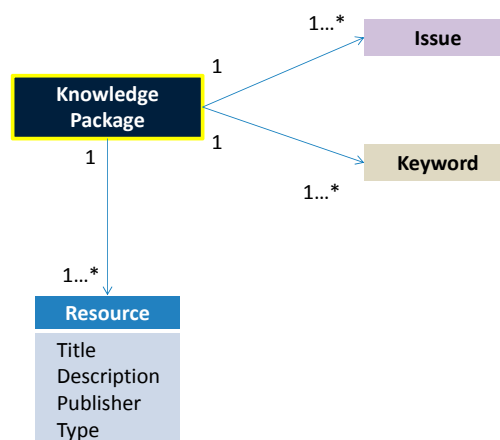 1...*
Issue
1
Knowledge
Package
1
1
Keyword
1...*
1...*
Resource
Title
Description
Publisher
Type